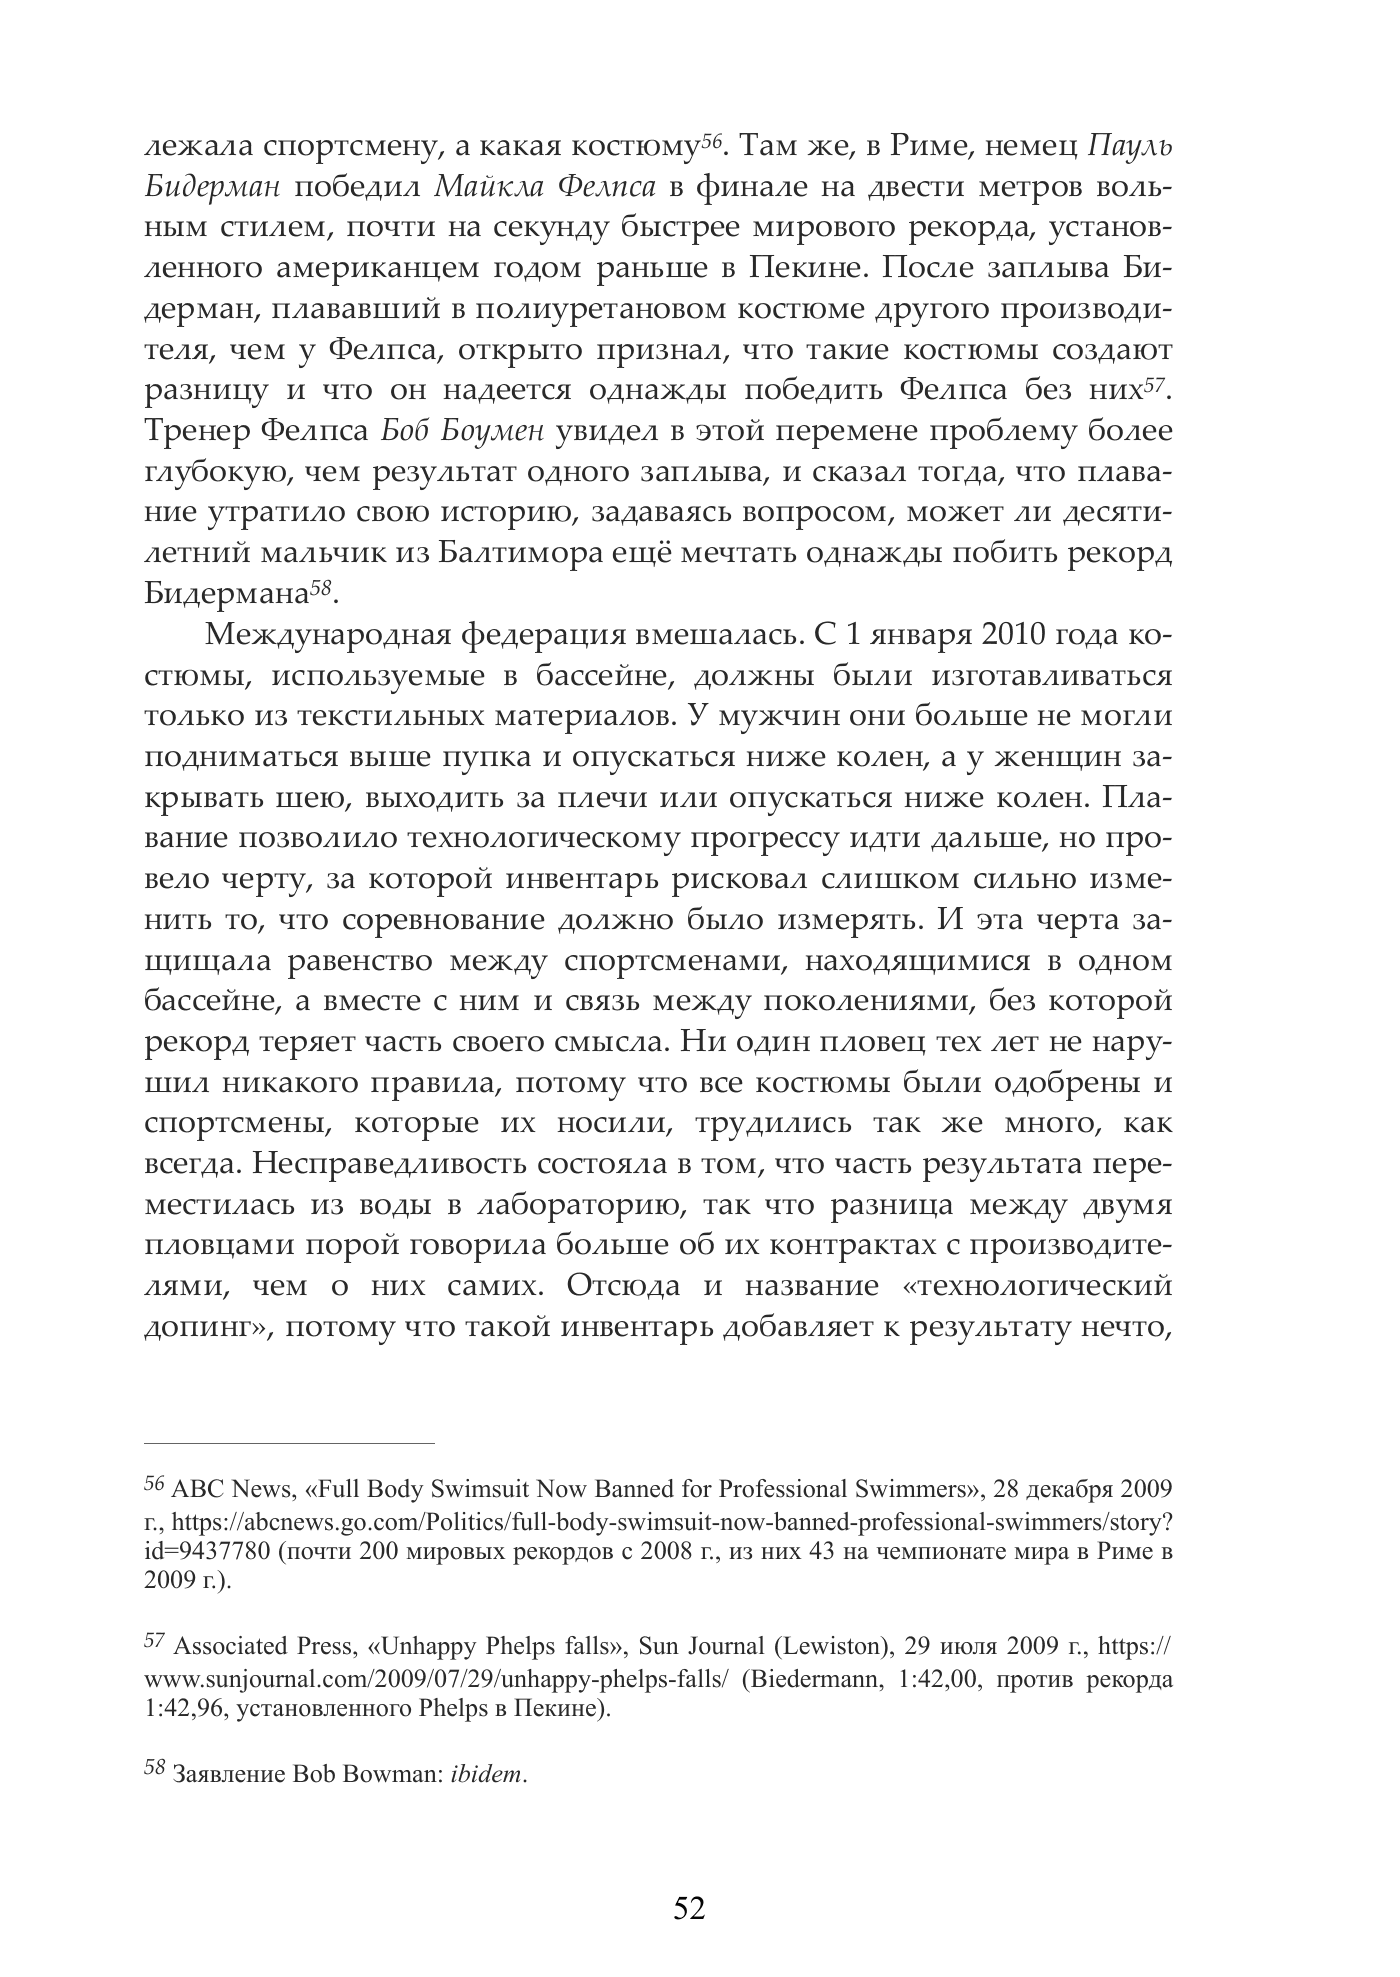 лежала спортсмену, а какая костюму56. Там же, в Риме, немец Пауль
Бидерман победил Майкла Фелпса в финале на двести метров воль-
ным стилем, почти на секунду быстрее мирового рекорда, установ-
ленного американцем годом раньше в Пекине. После заплыва Би-
дерман, плававший в полиуретановом костюме другого производи-
теля, чем у Фелпса, открыто признал, что такие костюмы создают
разницу и что он надеется однажды победить Фелпса без них57.
Тренер Фелпса Боб Боумен увидел в этой перемене проблему более
глубокую, чем результат одного заплыва, и сказал тогда, что плава-
ние утратило свою историю, задаваясь вопросом, может ли десяти-
летний мальчик из Балтимора ещё мечтать однажды побить рекорд
Бидермана58.
Международная федерация вмешалась. С 1 января 2010 года ко-
стюмы, используемые в бассейне, должны были изготавливаться
только из текстильных материалов. У мужчин они больше не могли
подниматься выше пупка и опускаться ниже колен, а у женщин за-
крывать шею, выходить за плечи или опускаться ниже колен. Пла-
вание позволило технологическому прогрессу идти дальше, но про-
вело черту, за которой инвентарь рисковал слишком сильно изме-
нить то, что соревнование должно было измерять. И эта черта за-
щищала равенство между спортсменами, находящимися в одном
бассейне, а вместе с ним и связь между поколениями, без которой
рекорд теряет часть своего смысла. Ни один пловец тех лет не нару-
шил никакого правила, потому что все костюмы были одобрены и
спортсмены, которые их носили, трудились так же много, как
всегда. Несправедливость состояла в том, что часть результата пере-
местилась из воды в лабораторию, так что разница между двумя
пловцами порой говорила больше об их контрактах с производите-
лями, чем о них самих. Отсюда и название «технологический
допинг», потому что такой инвентарь добавляет к результату нечто,
56 ABC News, «Full Body Swimsuit Now Banned for Professional Swimmers», 28 декабря 2009
г., https://abcnews.go.com/Politics/full-body-swimsuit-now-banned-professional-swimmers/story?
id=9437780 (почти 200 мировых рекордов с 2008 г., из них 43 на чемпионате мира в Риме в
2009 г.).
57 Associated Press, «Unhappy Phelps falls», Sun Journal (Lewiston), 29 июля 2009 г., https://
www.sunjournal.com/2009/07/29/unhappy-phelps-falls/ (Biedermann, 1:42,00, против рекорда
1:42,96, установленного Phelps в Пекине).
58 Заявление Bob Bowman: ibidem.
52